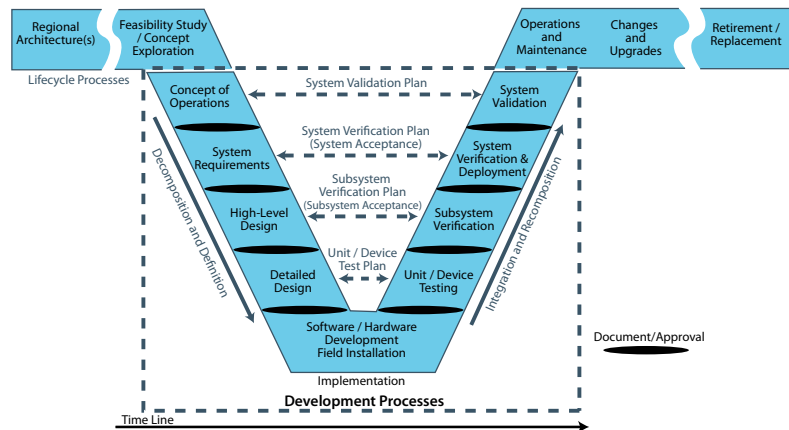 Regional
Architecture(s)
Feasibility Study
/ Concept
Exploration
Operations
and
Maintenance
Changes
and
Upgrades
Retirement /
Replacement
Lifecycle Processes
Concept of
Operations
System Validation Plan
System
Validation
System
Requirements
System Verification Plan
(System Acceptance)
System
Verification &
Deployment
High-Level
Design
Subsystem
Verification Plan
(Subsystem Acceptance)
Subsystem
Verification
Detailed
Design
Unit / Device
Test Plan
Unit / Device
Testing
Decomposition and Definition
Integration and Recomposition
Software / Hardware
Development
Field Installation
Document/Approval
Implementation
Development Processes
Time Line